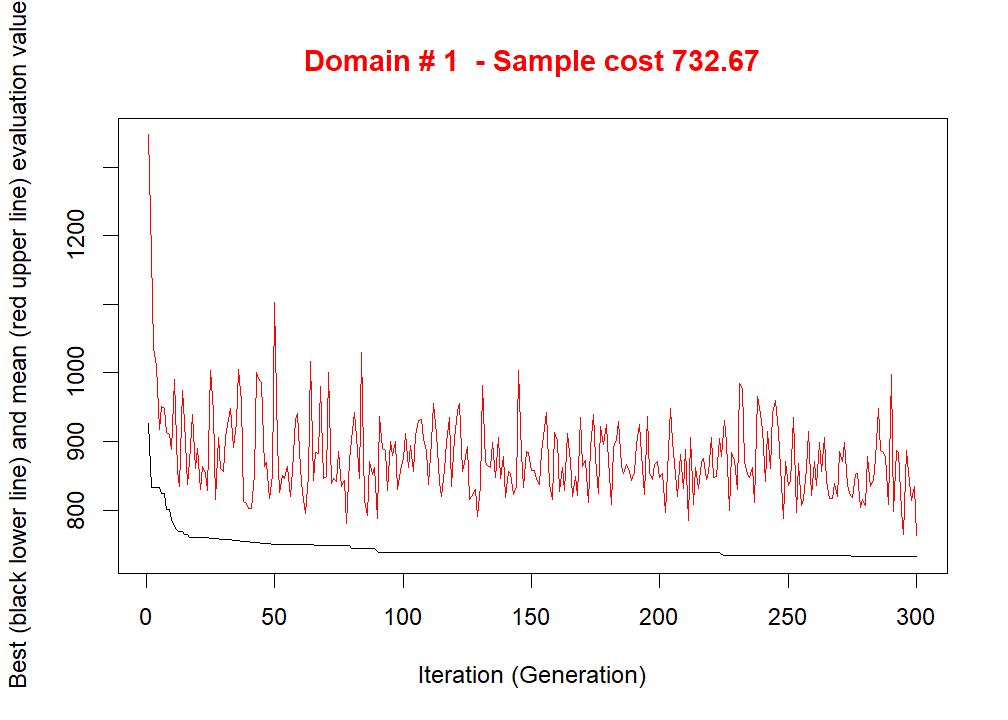 Domain # 1  - Sample cost 732.67
Best (black lower line) and mean (red upper line) evaluation value
1200
1000
900
800
0 50 100 150 200 250 300
Iteration (Generation)